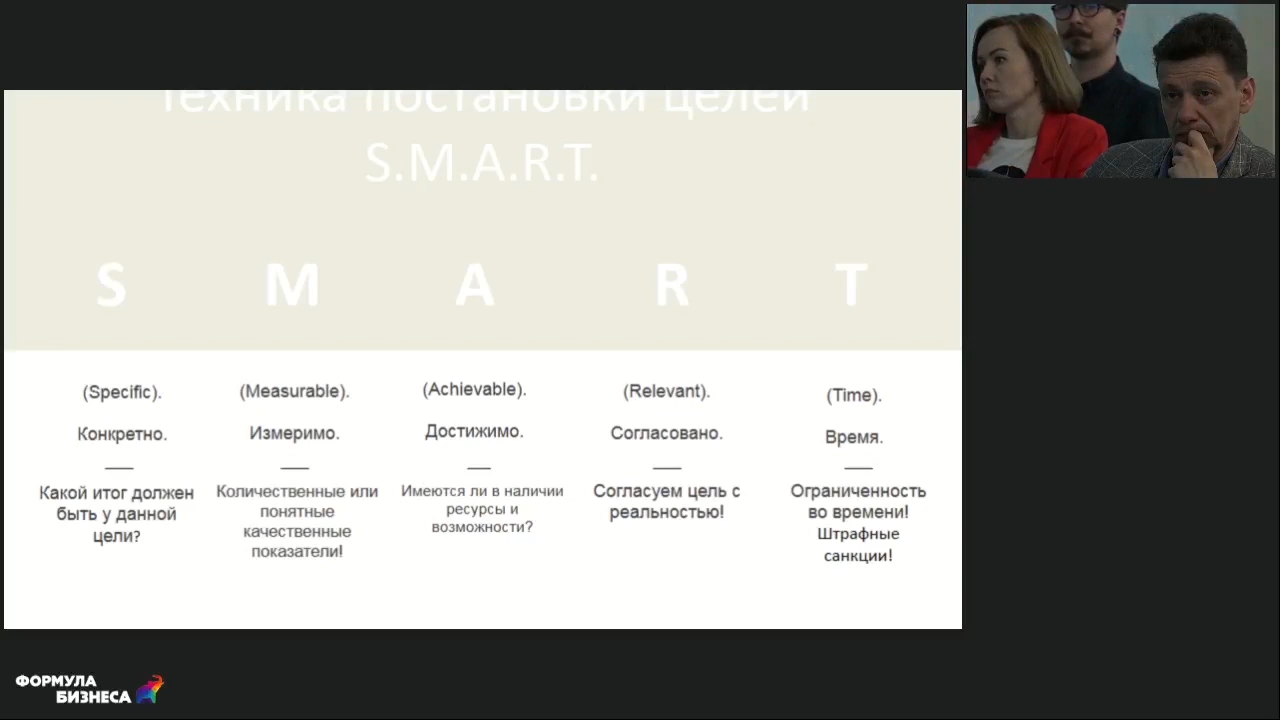 Техника постановки целей
S.M.A.R.T.
S M A R T
(Specific). (Measurable). (Achievable). (Relevant). (Time).
Конкретно. Измеримо. Достижимо. Согласовано. Время.
Какой итог должен
быть у данной
цели?
Количественные или
понятные
качественные
показатели!
Имеются ли в наличии
ресурсы и
возможности?
Согласуем цель с
реальностью!
Ограниченность
во времени!
Штрафные
санкции!
ФОРМУЛА
БИЗНЕСА